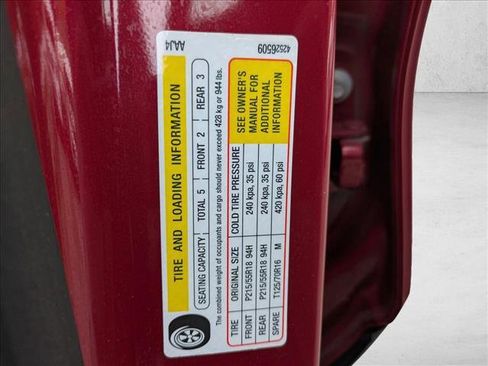 AAJ4
42526509
TIRE AND LOADING INFORMATION
SEATING CAPACITY TOTAL 5 FRONT 2 REAR 3
The combined weight of occupants and cargo should never exceed 428 kg or 944 lbs.
TIRE ORIGINAL SIZE COLD TIRE PRESSURE
FRONT P215/55R18 94H 240 kpa, 35 psi
REAR P215/55R18 94H 240 kpa, 35 psi
SPARE T125/70R16 M 420 kpa, 60 psi
SEE OWNER'S
MANUAL FOR
ADDITIONAL
INFORMATION